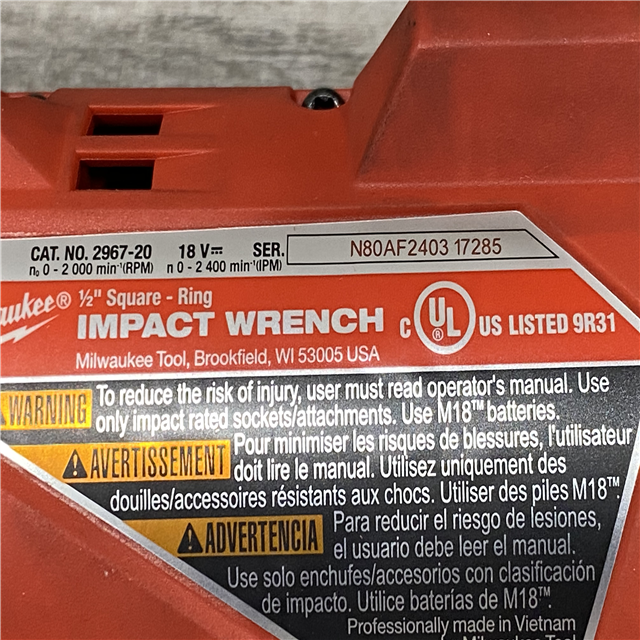 CAT. NO. 2967-20 18 V⎓ SER. N80AF2403 17285
n₀ 0 - 2 000 min⁻¹(RPM) n 0 - 2 400 min⁻¹(IPM)
½" Square - Ring
IMPACT WRENCH
C UL® US LISTED 9R31
Milwaukee Tool, Brookfield, WI 53005 USA
WARNING To reduce the risk of injury, user must read operator's manual. Use
only impact rated sockets/attachments. Use M18™ batteries.
AVERTISSEMENT Pour minimiser les risques de blessures, l'utilisateur
doit lire le manual. Utilisez uniquement des
douilles/accessoires résistants aux chocs. Utiliser des piles M18™.
ADVERTENCIA Para reducir el riesgo de lesiones,
el usuario debe leer el manual.
Use solo enchufes/accesorios con clasificación
de impacto. Utilice baterías de M18™.
Professionally made in Vietnam
Milwaukee Tool